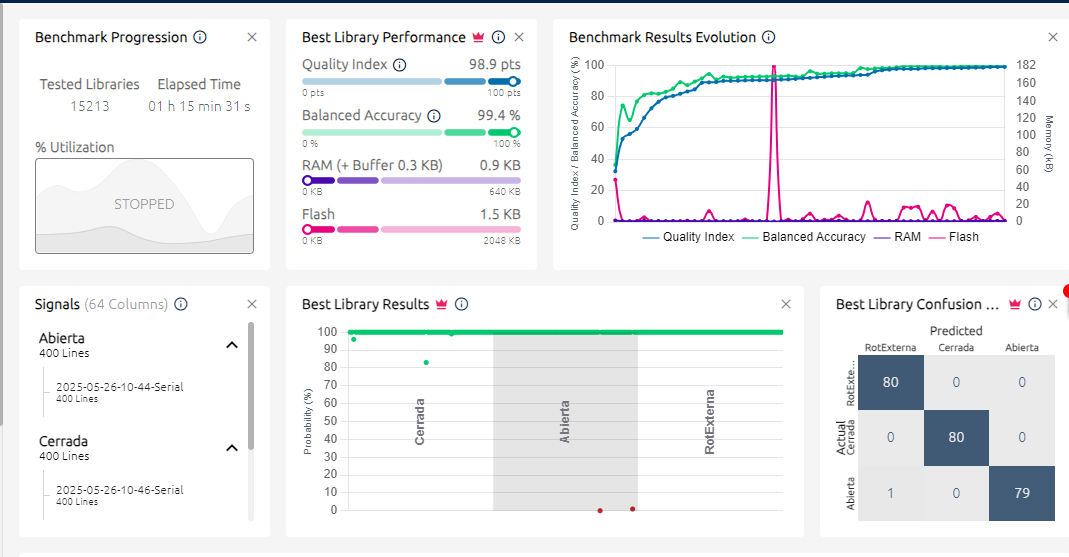 Benchmark Progression
Tested Libraries Elapsed Time
15213 01 h 15 min 31 s
% Utilization
STOPPED
Best Library Performance
Quality Index 98.9 pts
0 pts 100 pts
Balanced Accuracy 99.4 %
0 % 100 %
RAM (+ Buffer 0.3 KB) 0.9 KB
0 KB 640 KB
Flash 1.5 KB
0 KB 2048 KB
Benchmark Results Evolution
Quality Index / Balanced Accuracy (%)
100
80
60
40
20
0
182
160
140
120
100
80
60
40
20
0
Memory (KB)
Quality Index Balanced Accuracy RAM Flash
Signals (64 Columns)
Abierta
400 Lines
2025-05-26-10-44-Serial
400 Lines
Cerrada
400 Lines
2025-05-26-10-46-Serial
400 Lines
Best Library Results
Probability (%)
100
90
80
70
60
50
40
30
20
10
0
Cerrada
Abierta
RotExterna
Best Library Confusion ...
Predicted
RotExterna Cerrada Abierta
Actual
RotExte... 80 0 0
Cerrada 0 80 0
Abierta 1 0 79